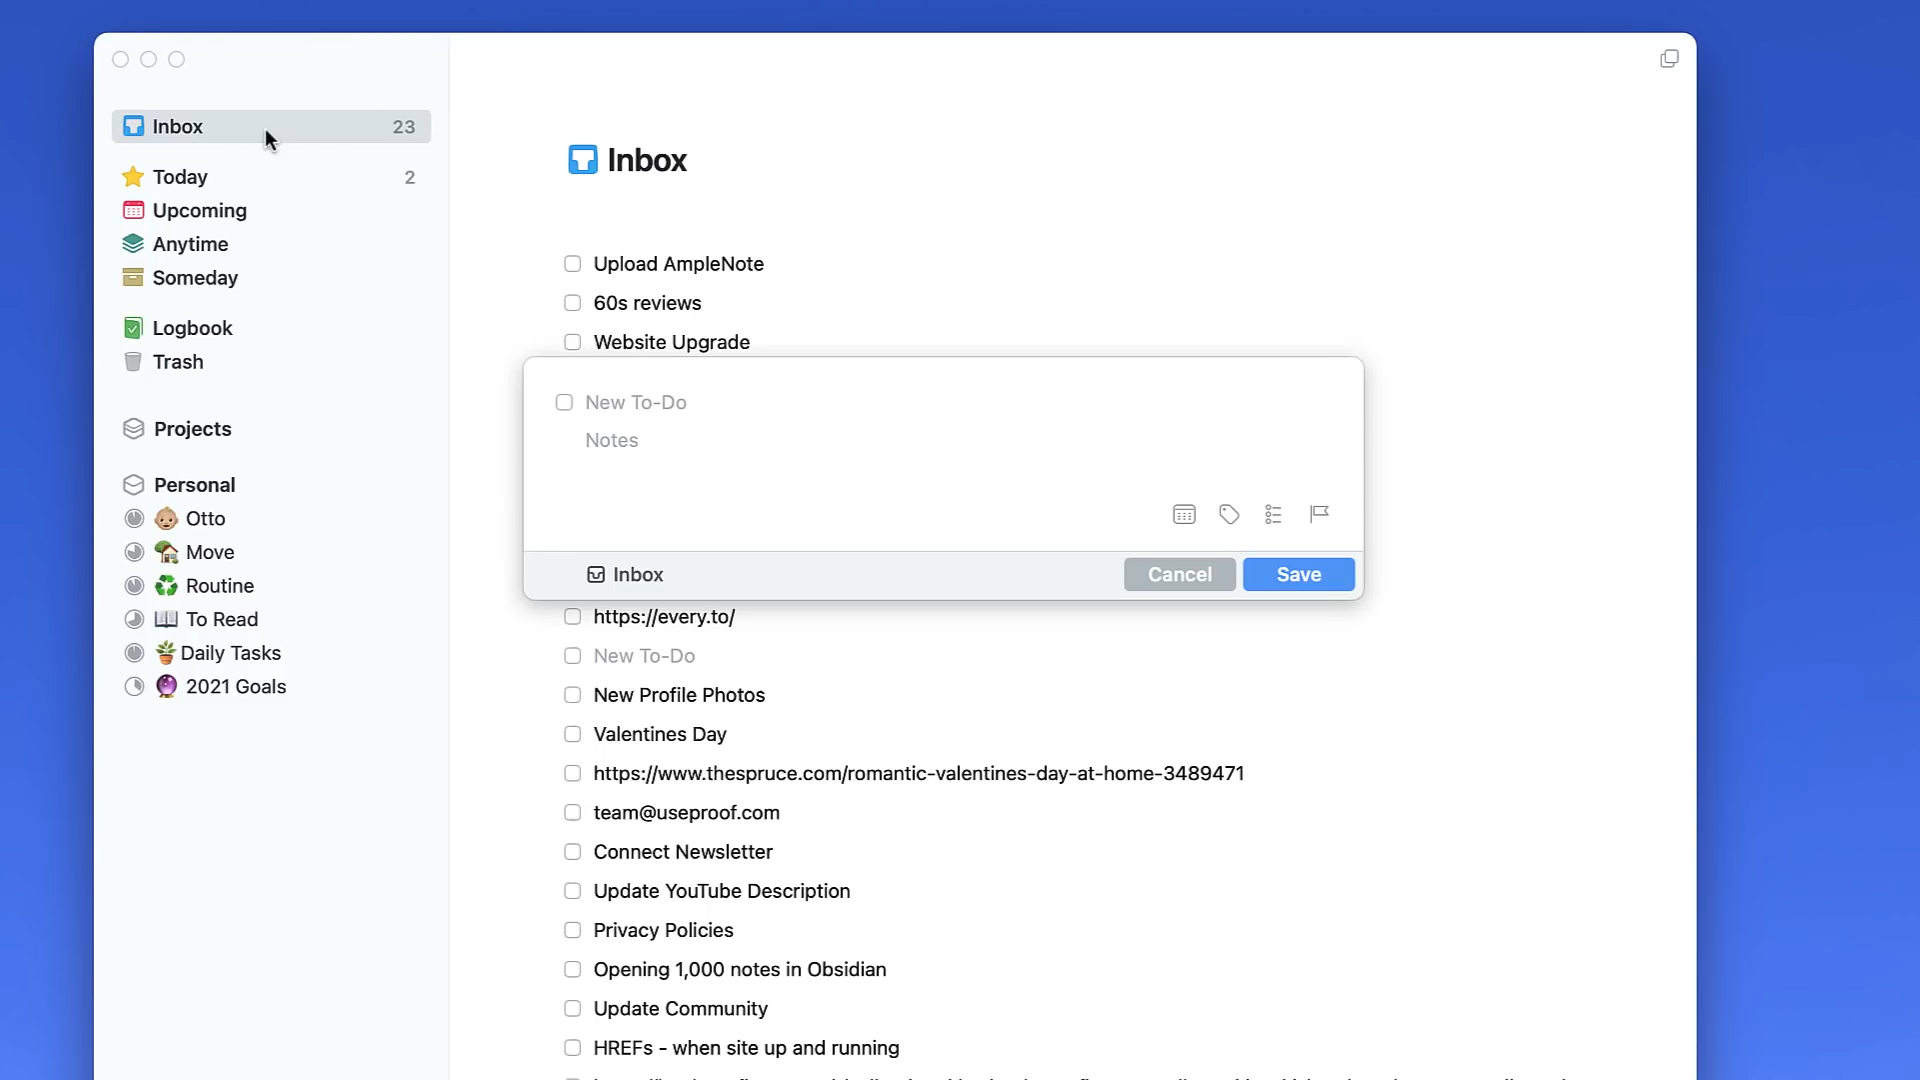 Inbox 23
Today 2
Upcoming
Anytime
Someday
Logbook
Trash
Projects
Personal
Otto
Move
Routine
To Read
Daily Tasks
2021 Goals
Inbox
Upload AmpleNote
60s reviews
Website Upgrade
New To-Do
Notes
Inbox
Cancel
Save
https://every.to/
New To-Do
New Profile Photos
Valentines Day
https://www.thespruce.com/romantic-valentines-day-at-home-3489471
team@useproof.com
Connect Newsletter
Update YouTube Description
Privacy Policies
Opening 1,000 notes in Obsidian
Update Community
HREFs - when site up and running